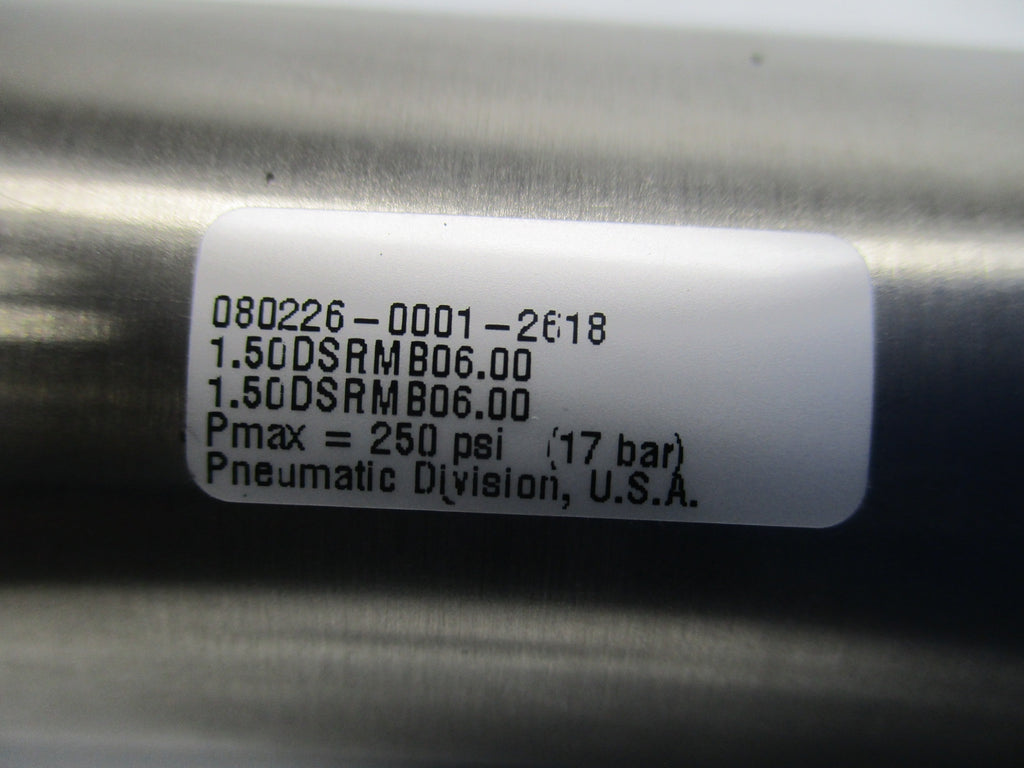 080226-0001-2618
1.50DSRMB06.00
1.50DSRMB06.00
Pmax = 250 psi (17 bar)
Pneumatic Division, U.S.A.